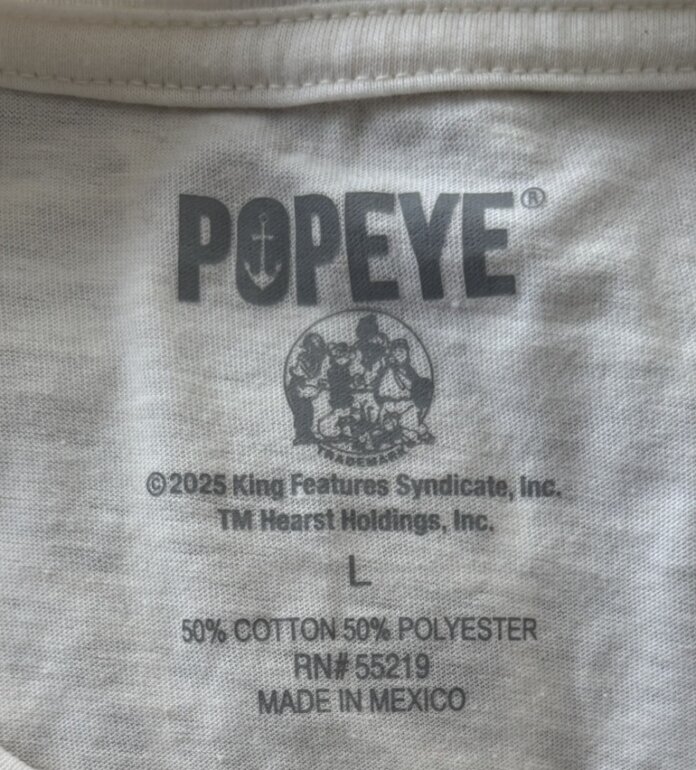 POPEYE®
TRADEMARK
©2025 King Features Syndicate, Inc.
TM Hearst Holdings, Inc.
L
50% COTTON 50% POLYESTER
RN# 55219
MADE IN MEXICO